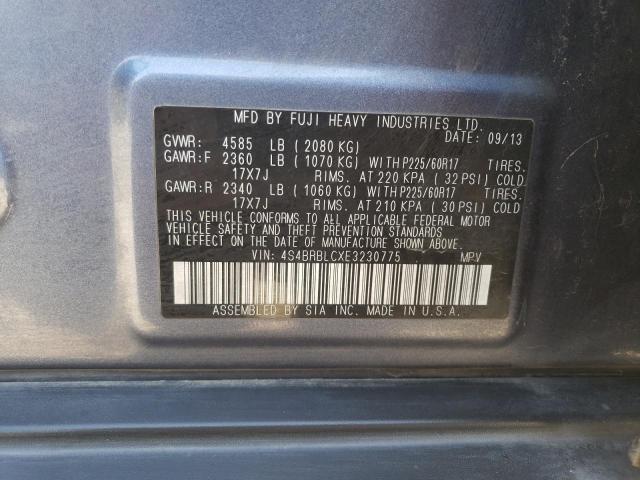 MFD BY FUJI HEAVY INDUSTRIES LTD.
DATE: 09/13
GVWR: 4585 LB (2080 KG)
GAWR:F 2360 LB (1070 KG) WITH P225/60R17 TIRES.
17X7J RIMS. AT 220 KPA (32 PSI) COLD
GAWR:R 2340 LB (1060 KG) WITH P225/60R17 TIRES.
17X7J RIMS. AT 210 KPA (30 PSI) COLD
THIS VEHICLE CONFORMS TO ALL APPLICABLE FEDERAL MOTOR
VEHICLE SAFETY AND THEFT PREVENTION STANDARDS
IN EFFECT ON THE DATE OF MANUFACTURE SHOWN ABOVE.
VIN: 4S4BRBLCXE3230775 MPV
ASSEMBLED BY SIA INC. MADE IN U.S.A.